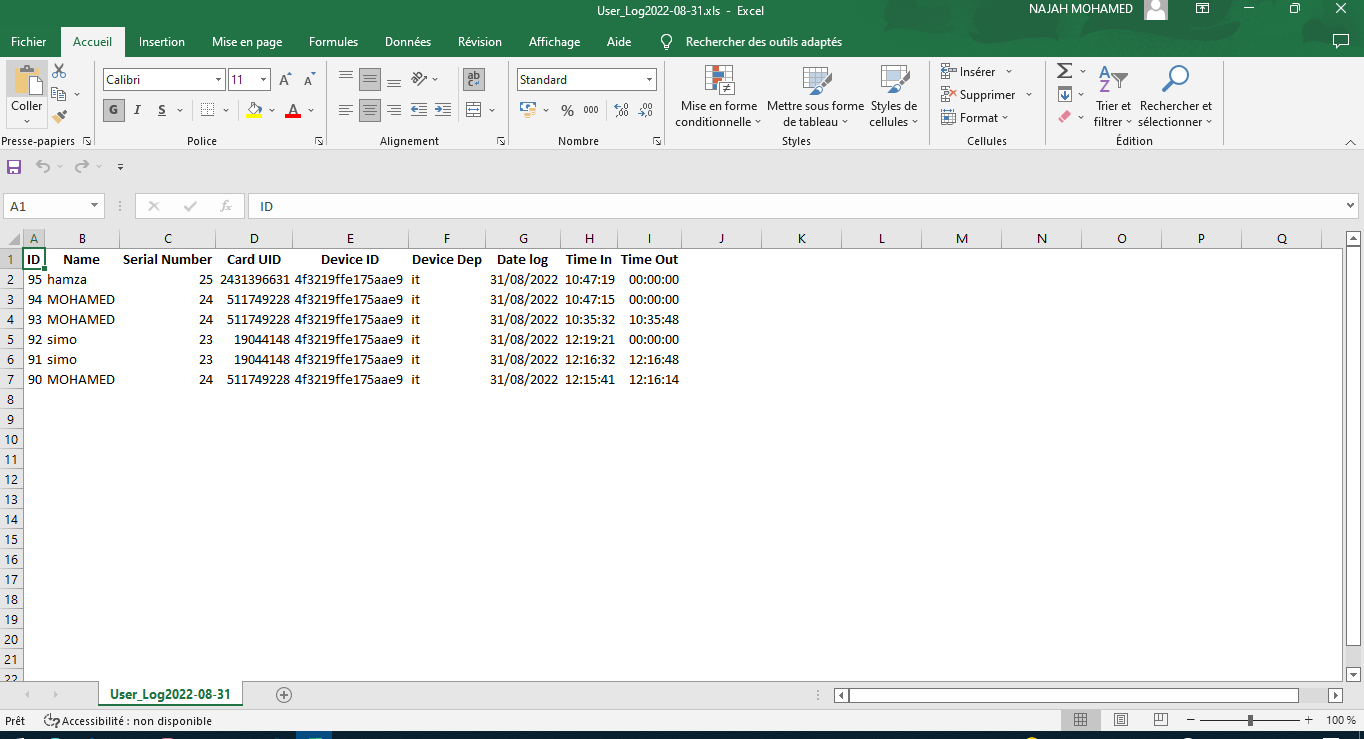 User_Log2022-08-31.xls - Excel
NAJAH MOHAMED
Fichier Accueil Insertion Mise en page Formules Données Révision Affichage Aide Rechercher des outils adaptés
Coller
Presse-papiers
Calibri 11
G I S A
Police
ab c
Alignement
Standard
% 000 ,00 ,00
Nombre
Mise en forme conditionnelle
Mettre sous forme de tableau
Styles de cellules
Styles
Insérer
Supprimer
Format
Cellules
Trier et filtrer
Rechercher et sélectionner
Édition
A1 fx ID
A B C D E F G H I J K L M N O P Q
1 ID Name Serial Number Card UID Device ID Device Dep Date log Time In Time Out
2 95 hamza 25 2431396631 4f3219ffe175aae9 it 31/08/2022 10:47:19 00:00:00
3 94 MOHAMED 24 511749228 4f3219ffe175aae9 it 31/08/2022 10:47:15 00:00:00
4 93 MOHAMED 24 511749228 4f3219ffe175aae9 it 31/08/2022 10:35:32 10:35:48
5 92 simo 23 19044148 4f3219ffe175aae9 it 31/08/2022 12:19:21 00:00:00
6 91 simo 23 19044148 4f3219ffe175aae9 it 31/08/2022 12:16:32 12:16:48
7 90 MOHAMED 24 511749228 4f3219ffe175aae9 it 31/08/2022 12:15:41 12:16:14
8
9
10
11
12
13
14
15
16
17
18
19
20
21
22
User_Log2022-08-31
Prêt Accessibilité : non disponible 100 %